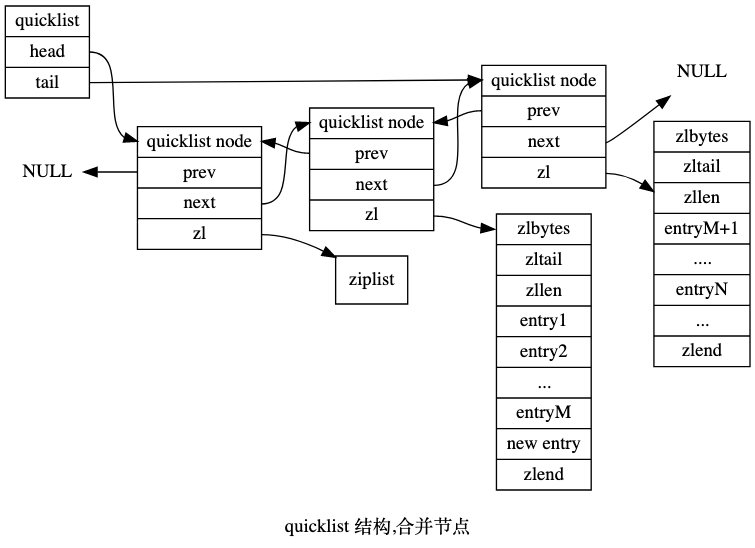 quicklist
head
tail
quicklist node
prev
next
zl
NULL
quicklist node
prev
next
zl
quicklist node
prev
next
zl
NULL
ziplist
zlbytes
zltail
zllen
entry1
entry2
...
entryM
new entry
zlend
zlbytes
zltail
zllen
entryM+1
....
entryN
...
zlend
quicklist 结构,合并节点